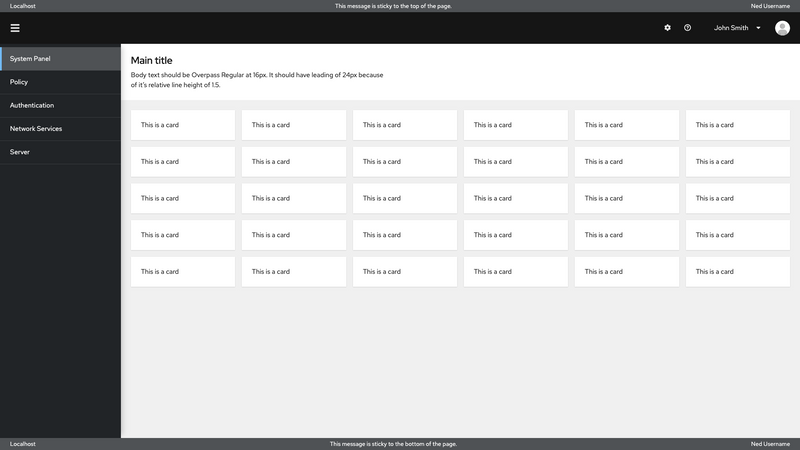 Localhost This message is sticky to the top of the page. Ned Username
John Smith
System Panel
Policy
Authentication
Network Services
Server
Main title
Body text should be Overpass Regular at 16px. It should have leading of 24px because
of it's relative line height of 1.5.
This is a card This is a card This is a card This is a card This is a card This is a card
This is a card This is a card This is a card This is a card This is a card This is a card
This is a card This is a card This is a card This is a card This is a card This is a card
This is a card This is a card This is a card This is a card This is a card This is a card
This is a card This is a card This is a card This is a card This is a card This is a card
Localhost This message is sticky to the bottom of the page. Ned Username